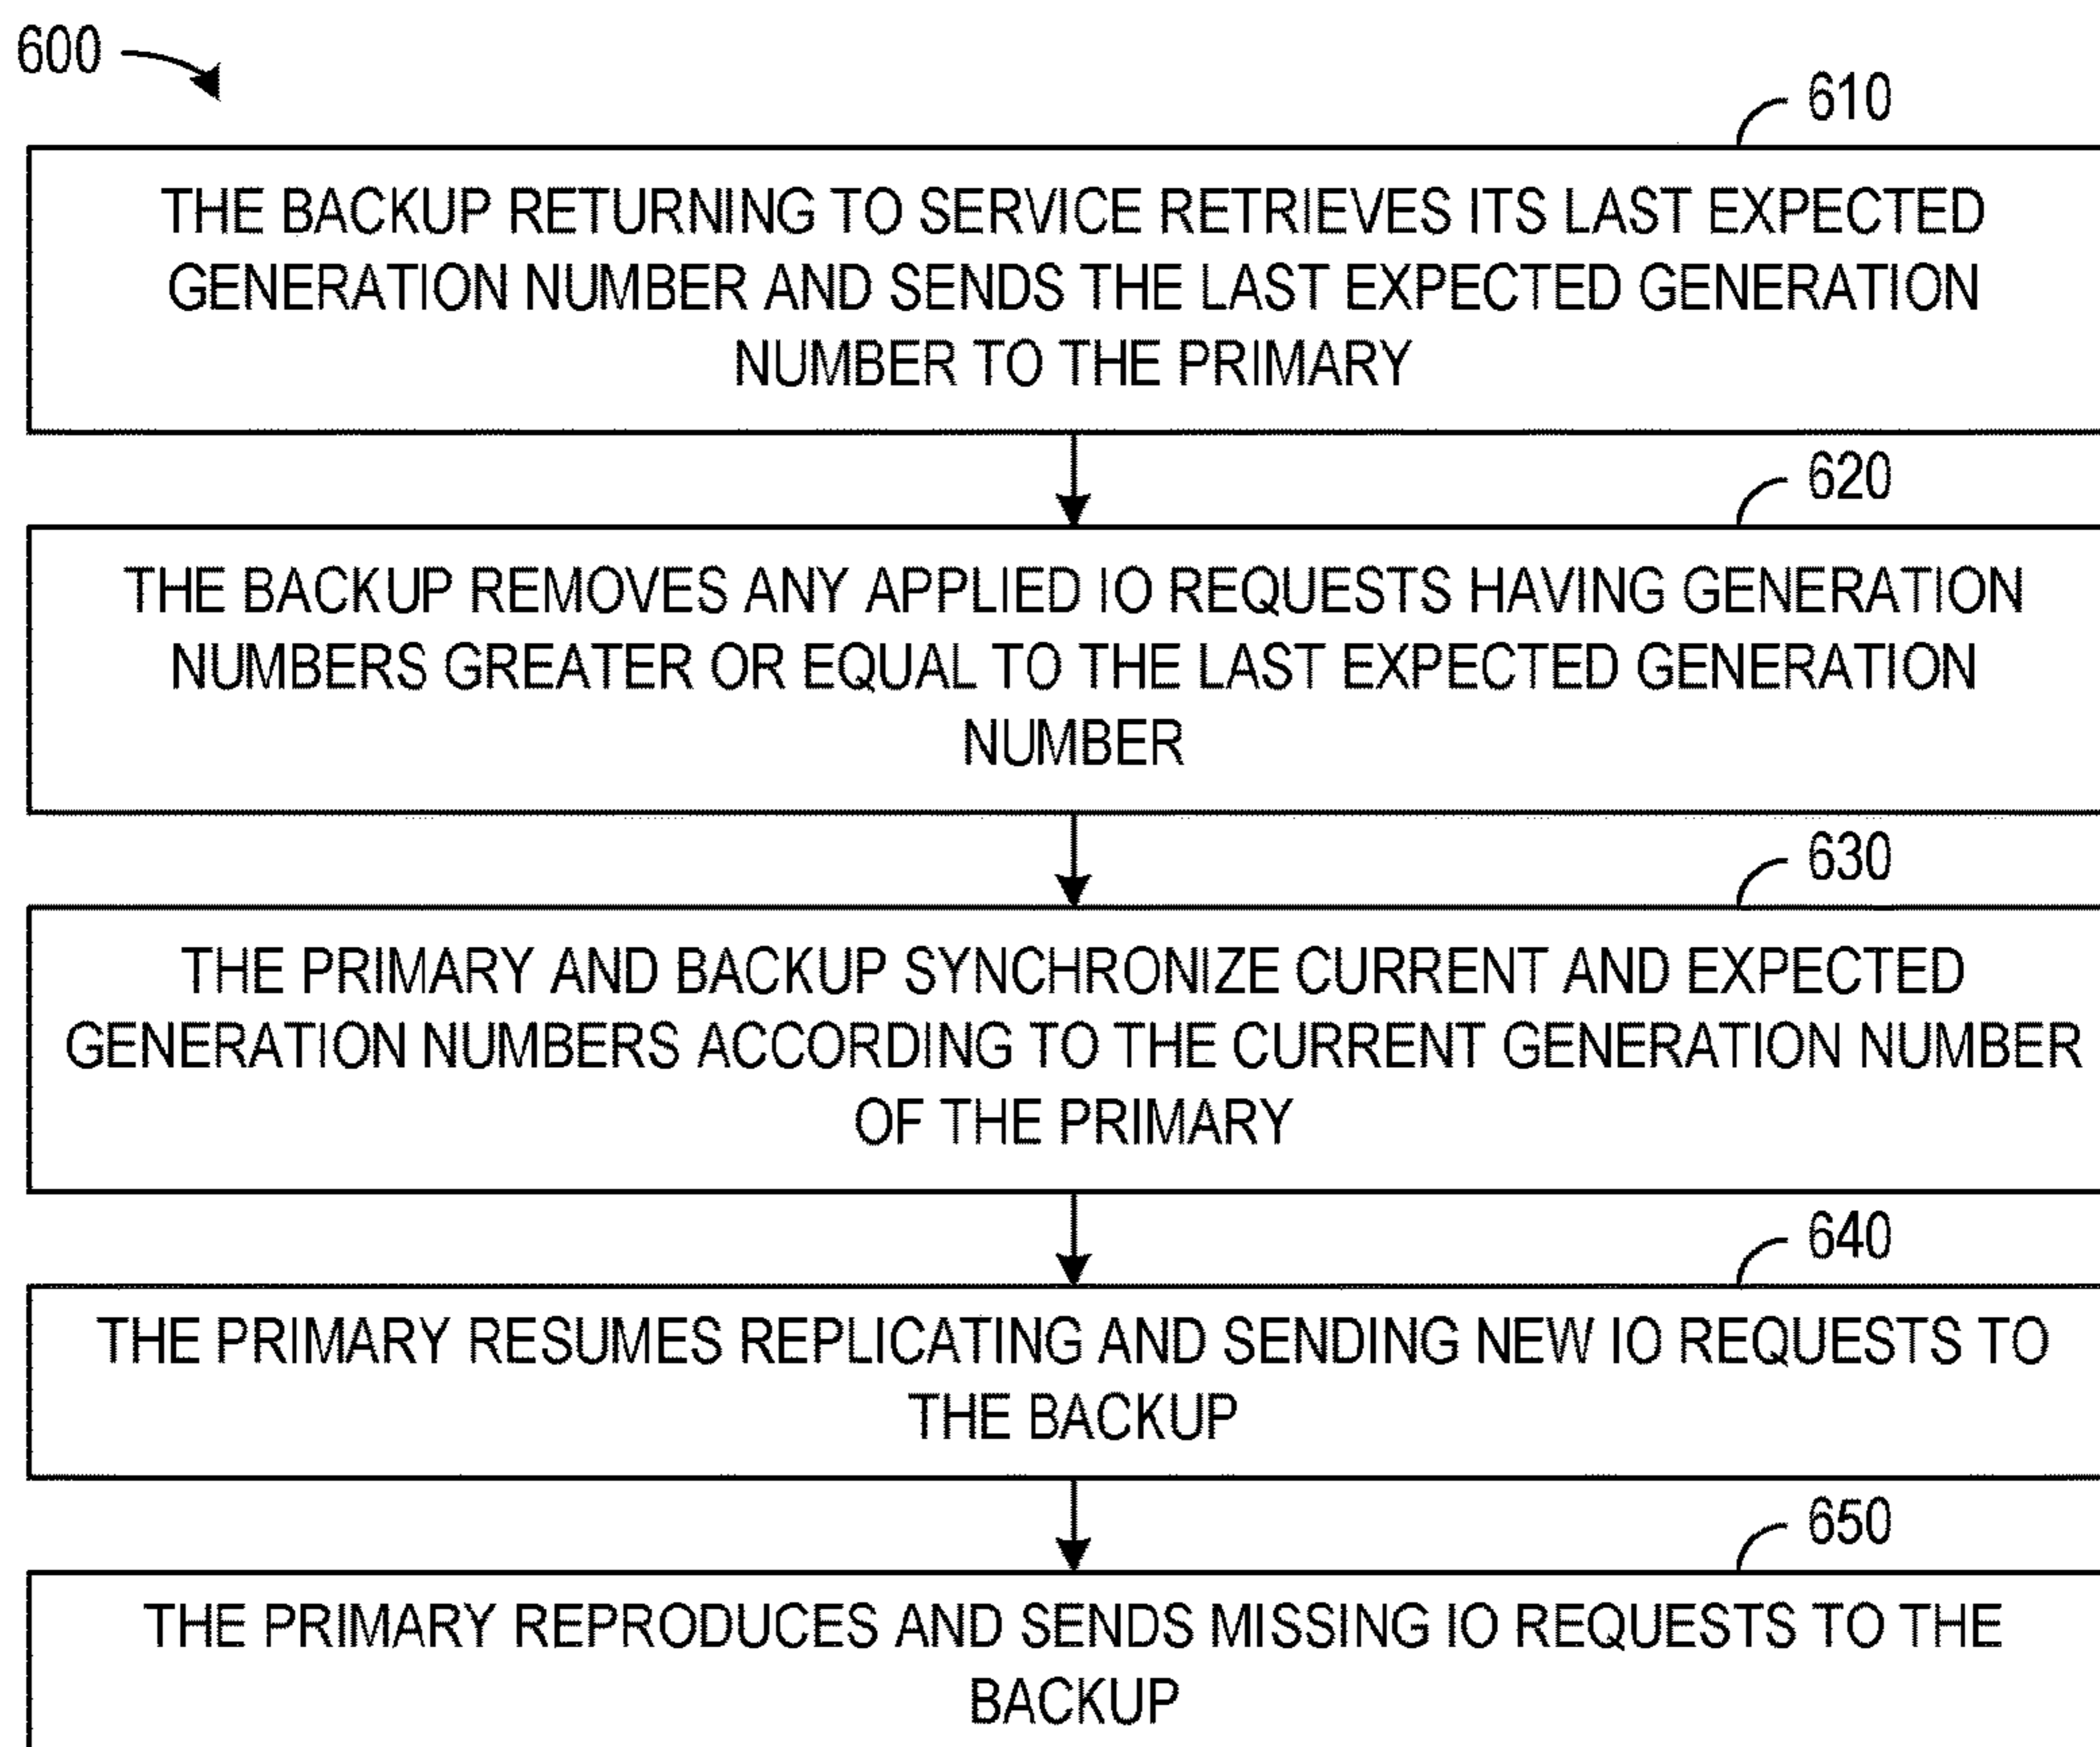 600
610
THE BACKUP RETURNING TO SERVICE RETRIEVES ITS LAST EXPECTED
GENERATION NUMBER AND SENDS THE LAST EXPECTED GENERATION
NUMBER TO THE PRIMARY
620
THE BACKUP REMOVES ANY APPLIED IO REQUESTS HAVING GENERATION
NUMBERS GREATER OR EQUAL TO THE LAST EXPECTED GENERATION
NUMBER
630
THE PRIMARY AND BACKUP SYNCHRONIZE CURRENT AND EXPECTED
GENERATION NUMBERS ACCORDING TO THE CURRENT GENERATION NUMBER
OF THE PRIMARY
640
THE PRIMARY RESUMES REPLICATING AND SENDING NEW IO REQUESTS TO
THE BACKUP
650
THE PRIMARY REPRODUCES AND SENDS MISSING IO REQUESTS TO THE
BACKUP